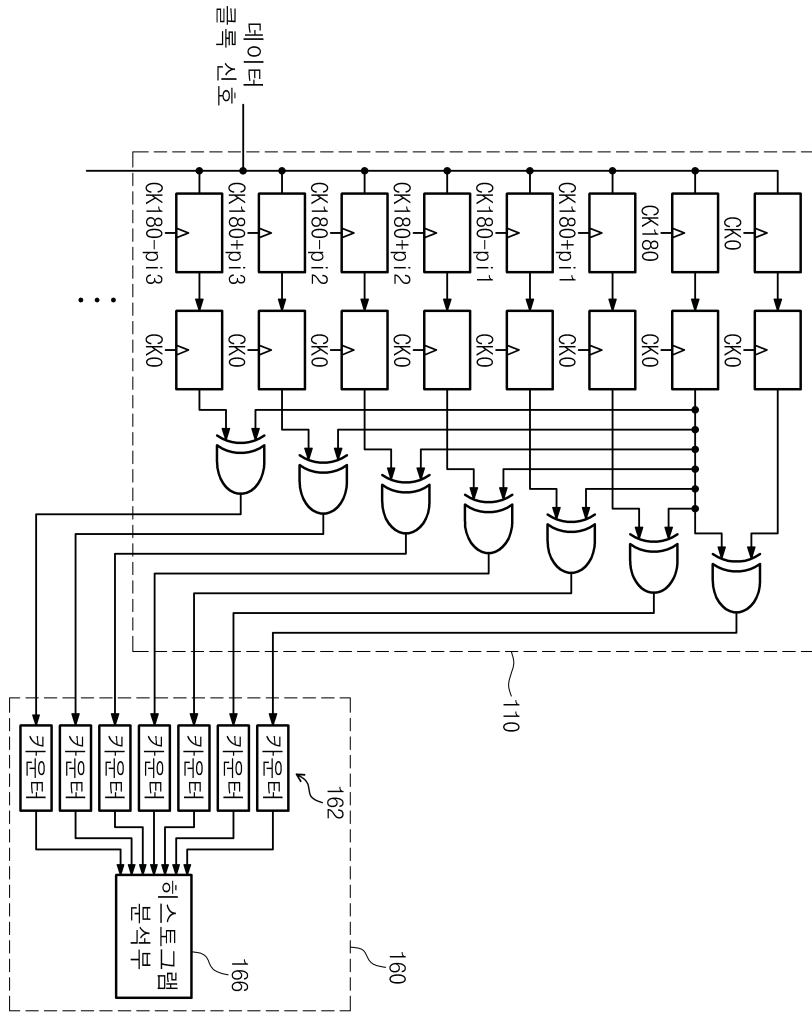 데이터
클록 신호
CK0
CK180
CK180+pi1
CK180-pi1
CK180+pi2
CK180-pi2
CK180+pi3
CK180-pi3
CK0
CK0
CK0
CK0
CK0
CK0
CK0
CK0
. . .
110
카운터
카운터
카운터
카운터
카운터
카운터
카운터
162
히스토그램
분석부
166
160